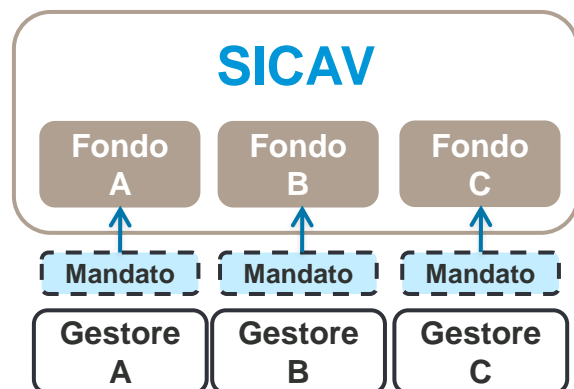 SICAV
Fondo Fondo Fondo
A B C
Mandato Mandato Mandato
Gestore Gestore Gestore
A B C